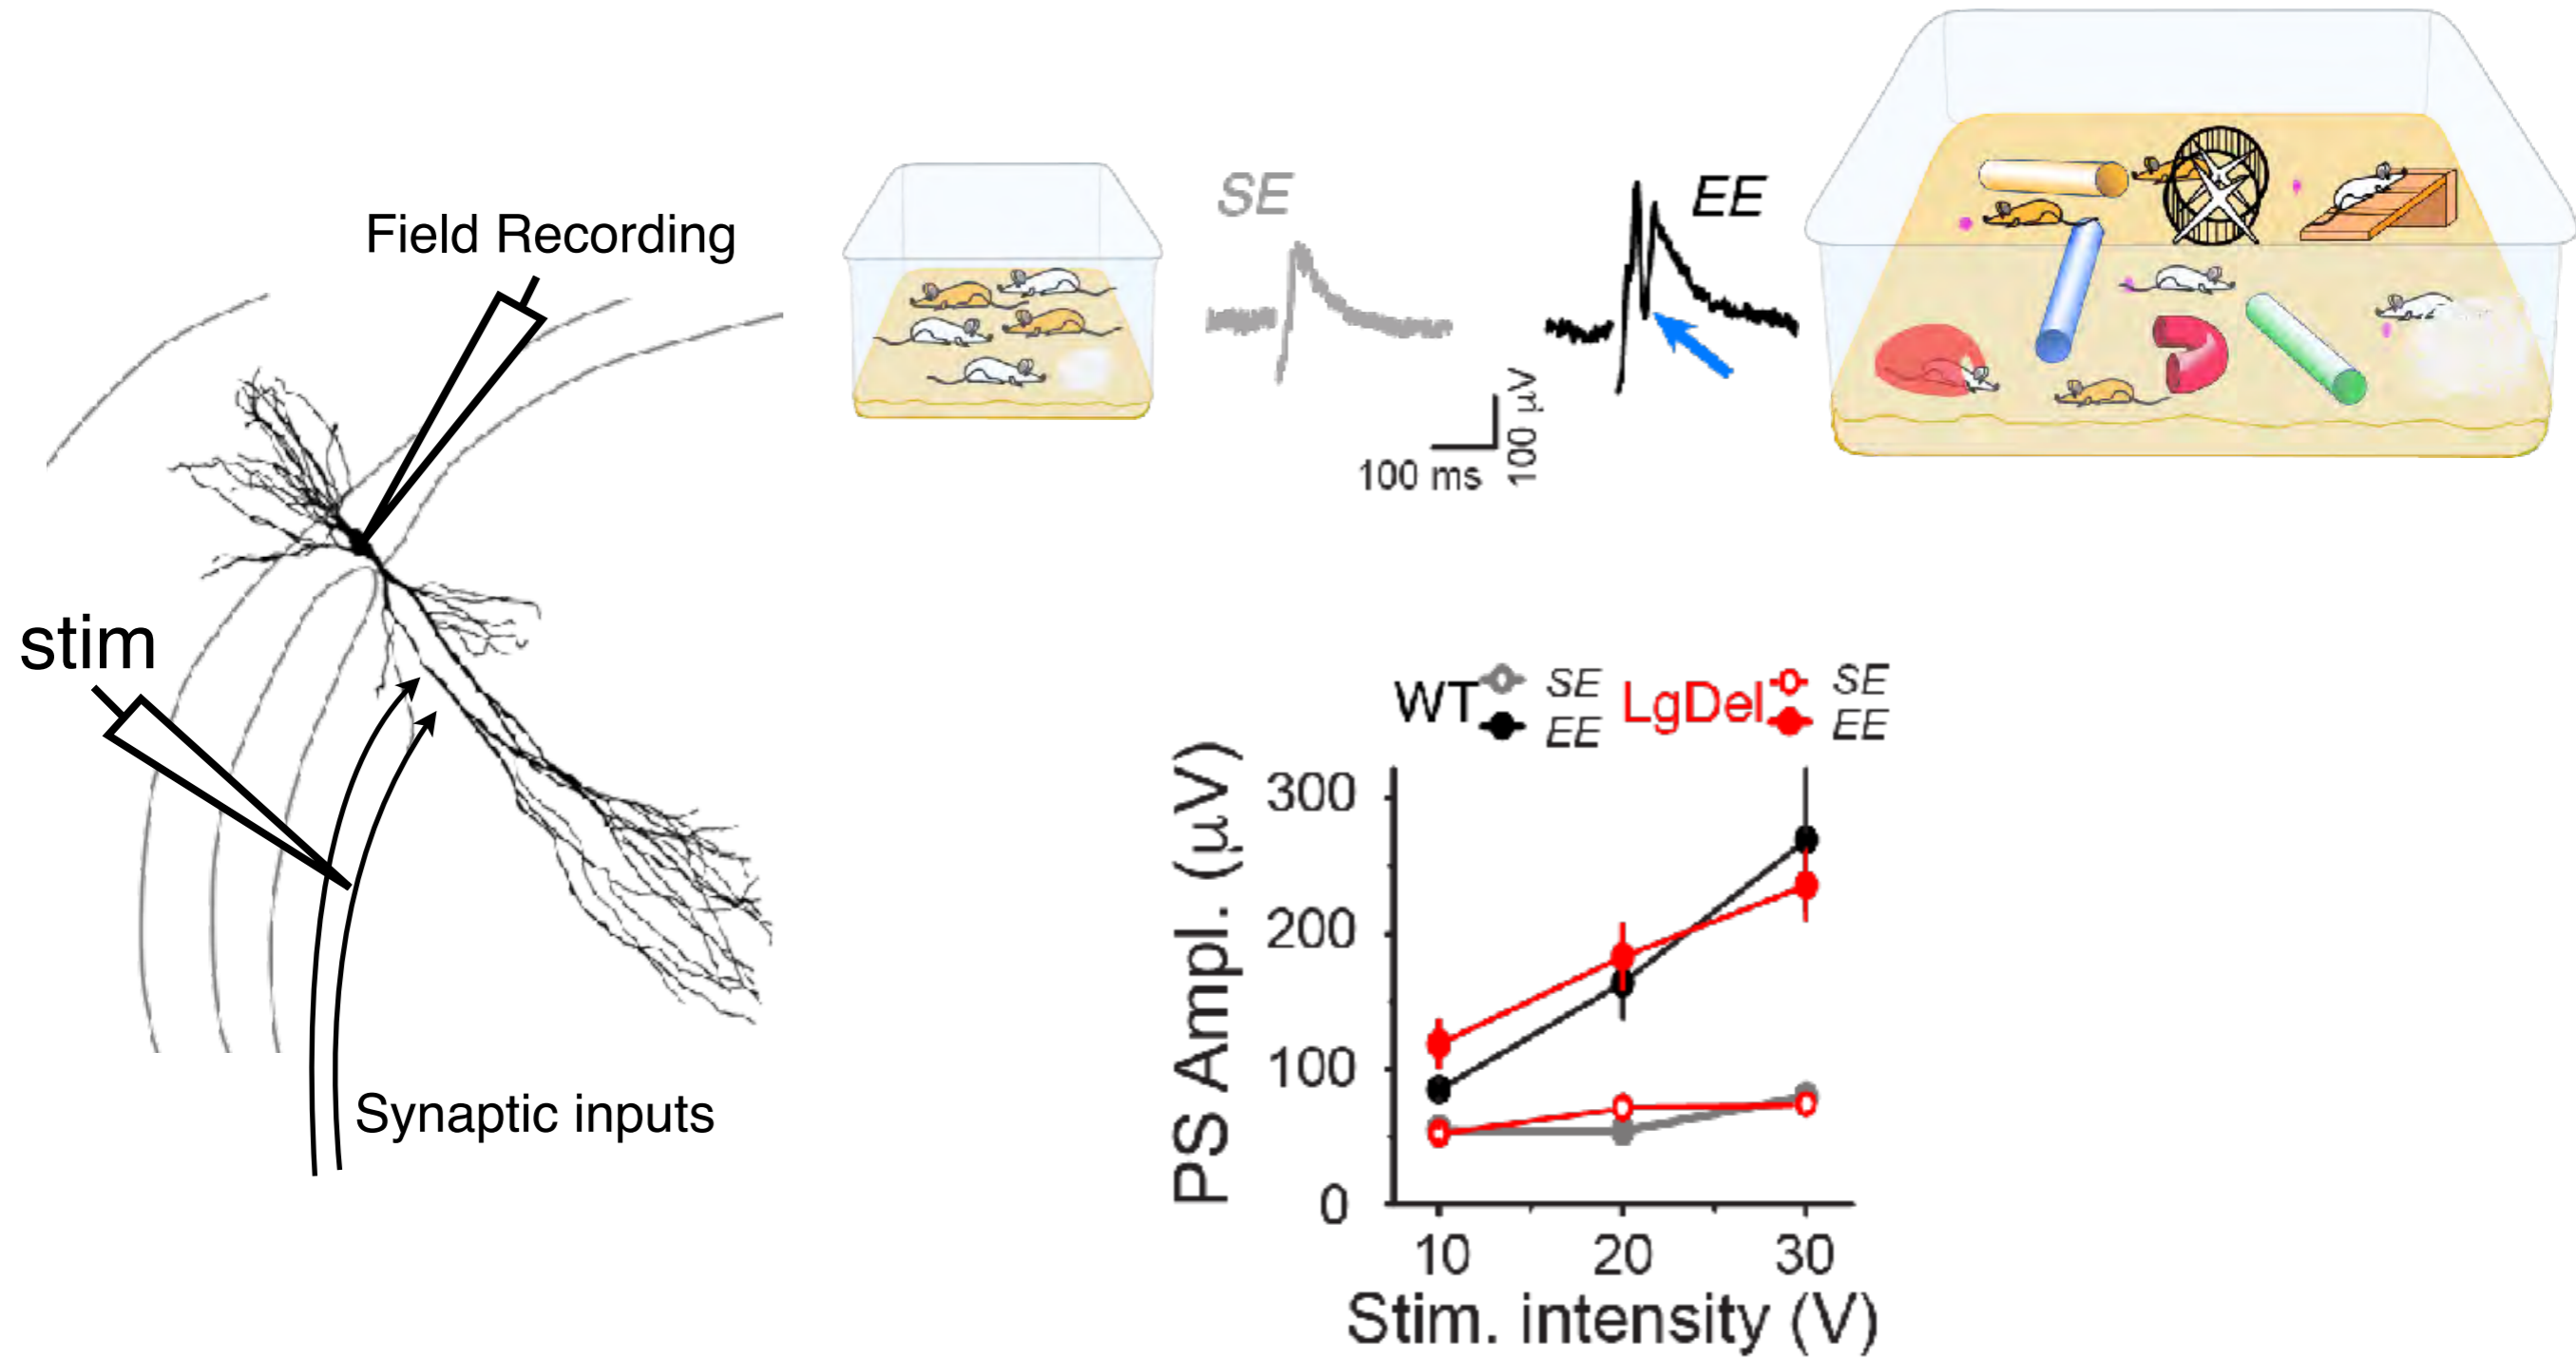 Field Recording
stim
Synaptic inputs
SE
EE
100 ms
100 µV
WT SE LgDel SE
EE EE
PS Ampl. (µV)
300
200
100
0
10 20 30
Stim. intensity (V)